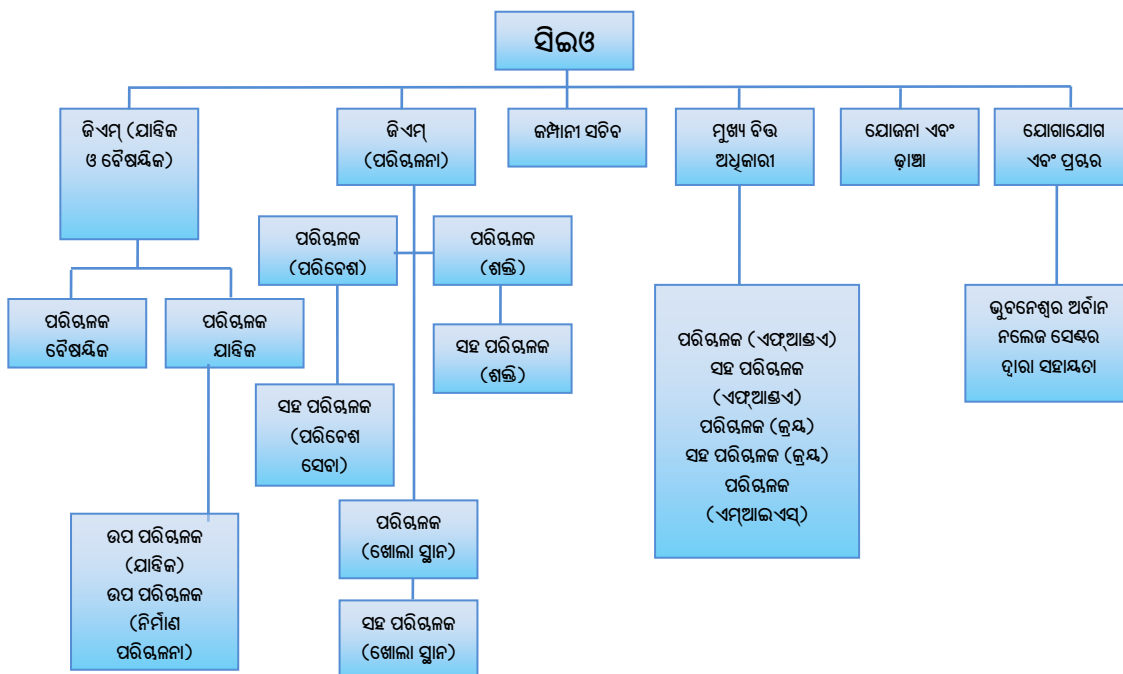 ସିଇଓ
ଜିଏମ୍ (ଯାନ୍ତ୍ରିକ
ଓ ବୈଷୟିକ)
ଜିଏମ୍
(ପରିଚାଳନା)
କମ୍ପାନୀ ସଚିବ
ମୁଖ୍ୟ ବିତ୍ତ
ଅଧିକାରୀ
ଯୋଜନା ଏବଂ
ଢ଼ାଞ୍ଚା
ଯୋଗାଯୋଗ
ଏବଂ ପ୍ରଚାର
ପରିଚାଳକ
(ପରିବେଶ)
ପରିଚାଳକ
(ଶକ୍ତି)
ପରିଚାଳକ
ବୈଷୟିକ
ପରିଚାଳକ
ଯାନ୍ତ୍ରିକ
ସହ ପରିଚାଳକ
(ଶକ୍ତି)
ସହ ପରିଚାଳକ
(ପରିବେଶ
ସେବା)
ପରିଚାଳକ (ଏଫ୍ଆଣ୍ଡଏ)
ସହ ପରିଚାଳକ
(ଏଫ୍ଆଣ୍ଡଏ)
ପରିଚାଳକ (କ୍ରୟ)
ସହ ପରିଚାଳକ (କ୍ରୟ)
ପରିଚାଳକ
(ଏମ୍ଆଇଏସ୍)
ଭୁବନେଶ୍ୱର ଅର୍ବାନ
ନଲେଜ ସେଣ୍ଟର
ଦ୍ୱାରା ସହାୟତା
ଉପ ପରିଚାଳକ
(ଯାନ୍ତ୍ରିକ)
ଉପ ପରିଚାଳକ
(ନିର୍ମାଣ
ପରିଚାଳନା)
ପରିଚାଳକ
(ଖୋଲା ସ୍ଥାନ)
ସହ ପରିଚାଳକ
(ଖୋଲା ସ୍ଥାନ)